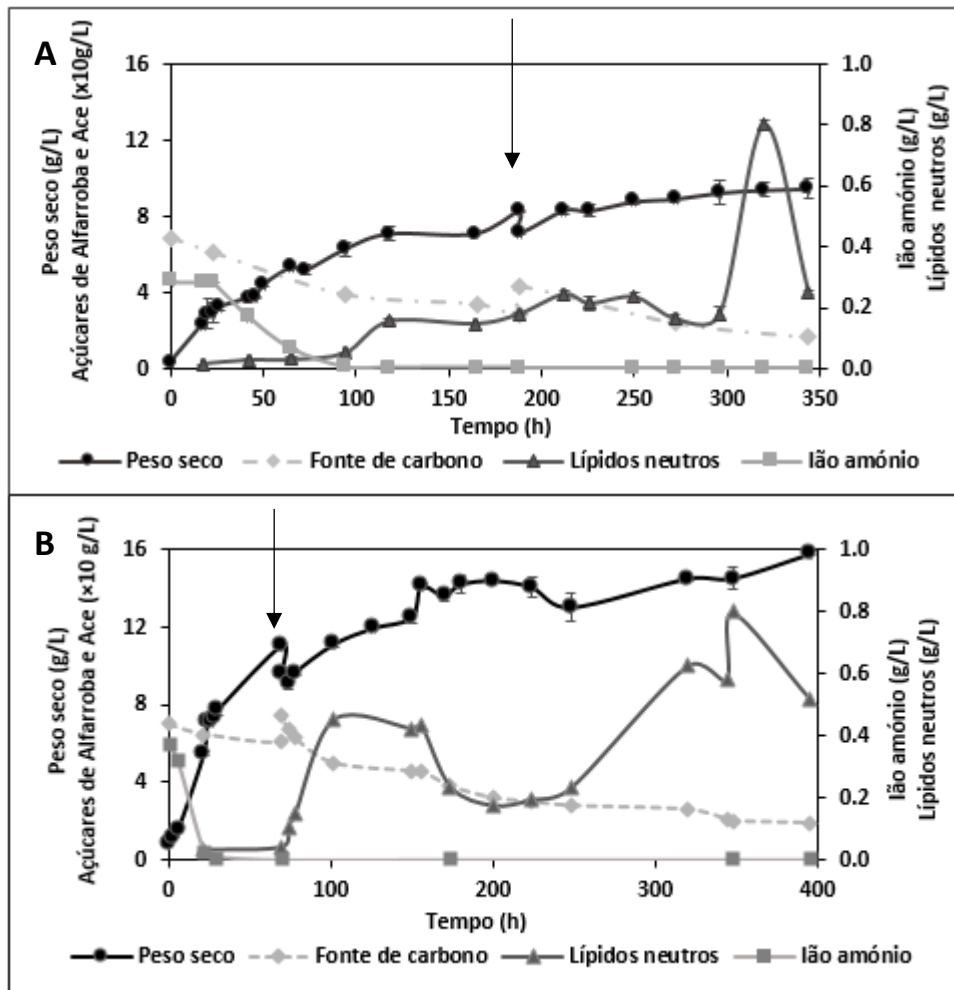 A
Peso seco (g/L)
Açúcares de Alfarroba e Ace (x10g/L)
16
12
8
4
0
1.0
0.8
0.6
0.4
0.2
0.0
Ião amónio (g/L)
Lípidos neutros (g/L)
0 50 100 150 200 250 300 350
Tempo (h)
Peso seco Fonte de carbono Lípidos neutros Ião amónio
B
Peso seco (g/L)
Açúcares de Alfarroba e Ace (×10 g/L)
16
12
8
4
0
1.0
0.8
0.6
0.4
0.2
0.0
Ião amónio (g/L)
Lípidos neutros (g/L)
0 100 200 300 400
Tempo (h)
Peso seco Fonte de carbono Lípidos neutros Ião amónio